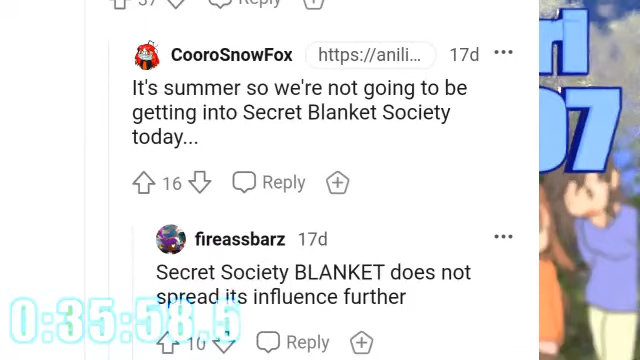 37 Reply
CooroSnowFox https://anili... 17d
It's summer so we're not going to be
getting into Secret Blanket Society
today...
16 Reply
fireassbarz 17d
Secret Society BLANKET does not
spread its influence further
10 Reply
0:35:58.5
07